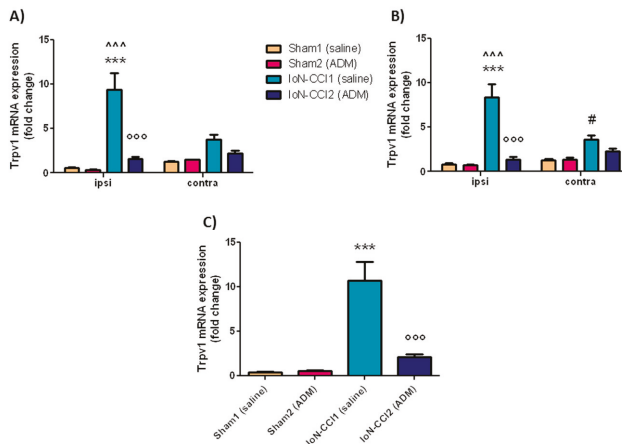 A)
Trpv1 mRNA expression
(fold change)
15
10
5
0
^^^
***
°°°
ipsi
contra
Sham1 (saline)
Sham2 (ADM)
IoN-CCI1 (saline)
IoN-CCI2 (ADM)
B)
Trpv1 mRNA expression
(fold change)
15
10
5
0
^^^
***
°°°
#
ipsi
contra
C)
Trpv1 mRNA expression
(fold change)
15
10
5
0
***
°°°
Sham1 (saline)
Sham2 (ADM)
IoN-CCI1 (saline)
IoN-CCI2 (ADM)